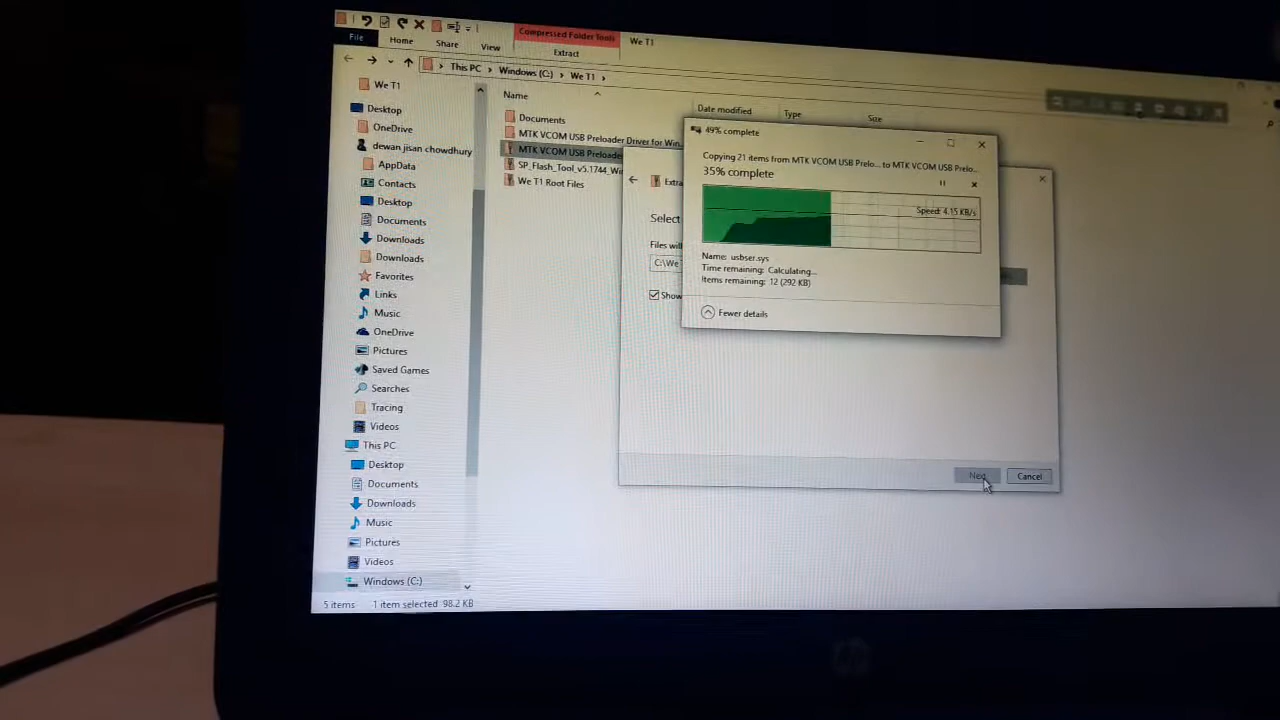 Compressed Folder Tools
We T1
File
Home
Share
View
Extract
This PC > Windows (C:) > We T1 >
We T1
Desktop
OneDrive
dewan jisan chowdhury
AppData
Contacts
Desktop
Documents
Downloads
Downloads
Favorites
Links
Music
OneDrive
Pictures
Saved Games
Searches
Tracing
Videos
This PC
Desktop
Documents
Downloads
Music
Pictures
Videos
Windows (C:)
Name
Date modified
Type
Size
Documents
MTK VCOM USB Preloader Driver for Win...
MTK VCOM USB Preloader
SP_Flash_Tool_v5.1744_Wi
We T1 Root Files
Extra
Select
Files wil
C:\We
Show
49% complete
Copying 21 items from MTK VCOM USB Prelo... to MTK VCOM USB Prelo...
35% complete
Speed: 4.15 KB/s
Name: usbser.sys
Time remaining: Calculating...
Items remaining: 12 (292 KB)
Fewer details
Next
Cancel
5 items
1 item selected 98.2 KB
hp